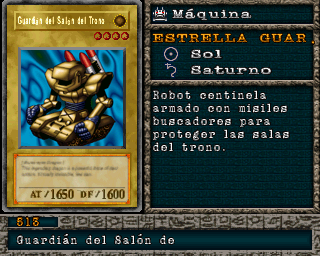 Guardián del Salón del Trono
AT/1650 DF/1600
Máquina
ESTRELLA GUAR.
Sol
Saturno
Robot centinela
armado con misiles
buscadores para
proteger las salas
del trono.
513
Guardián del Salón de